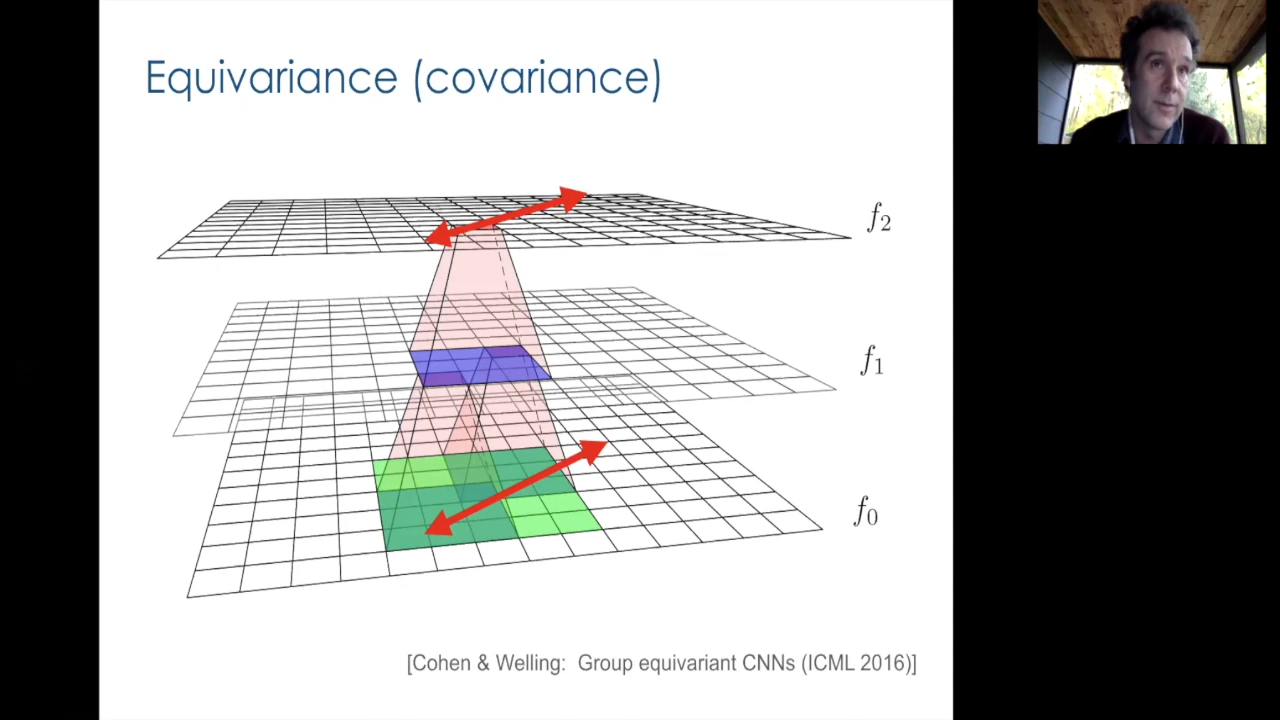 Equivariance (covariance)
f₂
f₁
f₀
[Cohen & Welling: Group equivariant CNNs (ICML 2016)]